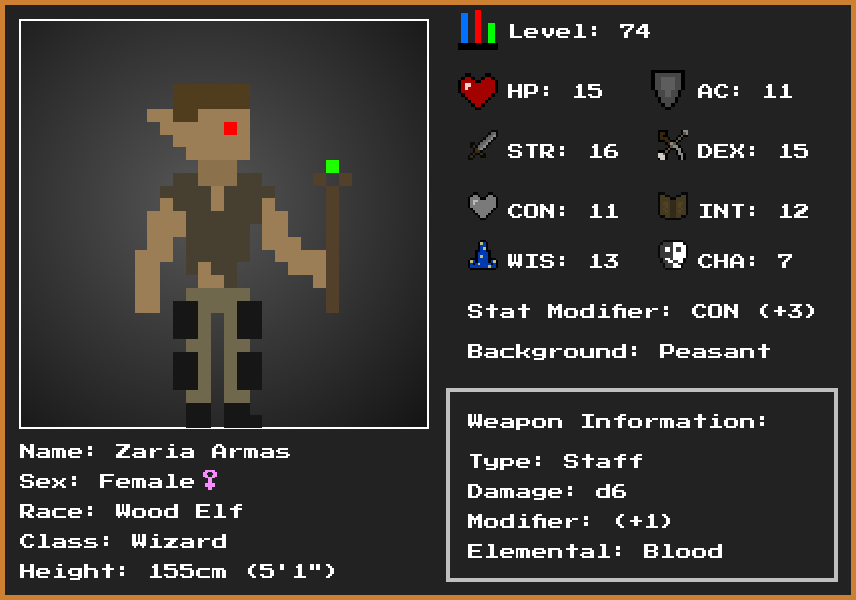 Level: 74
HP: 15 AC: 11
STR: 16 DEX: 15
CON: 11 INT: 12
WIS: 13 CHA: 7
Stat Modifier: CON (+3)
Background: Peasant
Weapon Information:
Type: Staff
Damage: d6
Modifier: (+1)
Elemental: Blood
Name: Zaria Armas
Sex: Female♀
Race: Wood Elf
Class: Wizard
Height: 155cm (5'1")